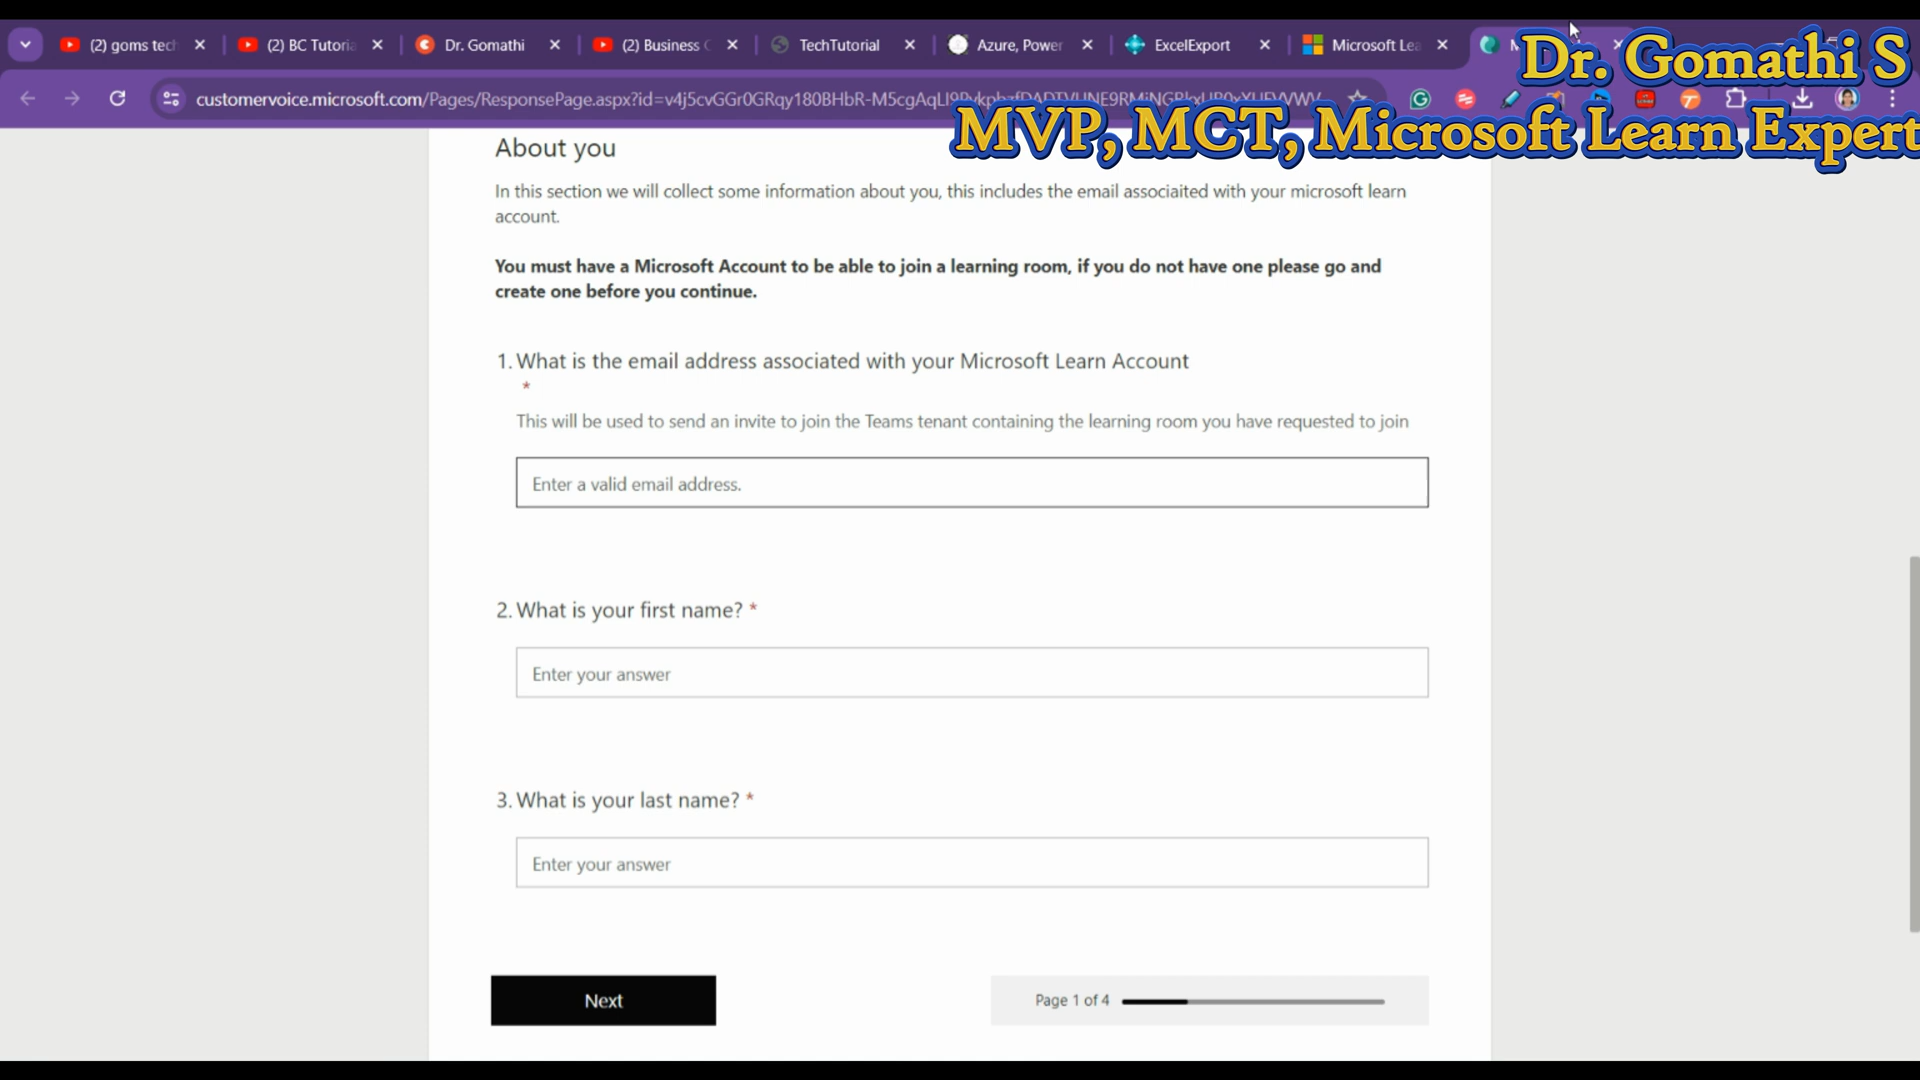 (2) goms tech
(2) BC Tutoria
Dr. Gomathi
(2) Business C
TechTutorial
Azure, Power
ExcelExport
Microsoft Lea
Dr. Gomathi S
MVP, MCT, Microsoft Learn Expert
customervoice.microsoft.com/Pages/ResponsePage.aspx?id=
About you
In this section we will collect some information about you, this includes the email associaited with your microsoft learn
account.
You must have a Microsoft Account to be able to join a learning room, if you do not have one please go and
create one before you continue.
1. What is the email address associated with your Microsoft Learn Account
*
This will be used to send an invite to join the Teams tenant containing the learning room you have requested to join
Enter a valid email address.
2. What is your first name? *
Enter your answer
3. What is your last name? *
Enter your answer
Next
Page 1 of 4